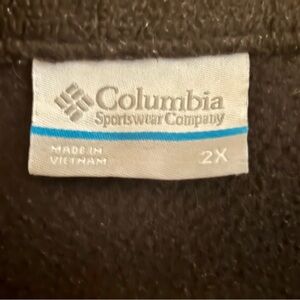 Columbia
Sportswear Company
MADE IN
VIETNAM
2X